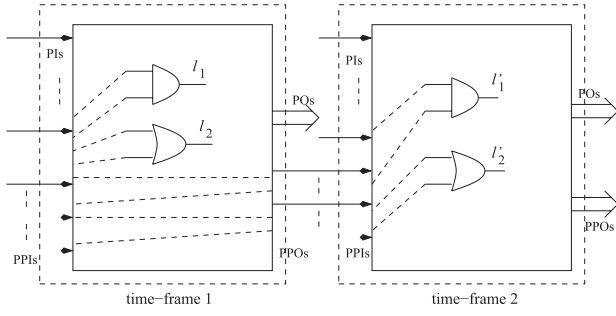 PIs
l1
l2
PPIs
POs
PPOs
time−frame 1
PIs
l'1
l'2
PPIs
POs
PPOs
time−frame 2